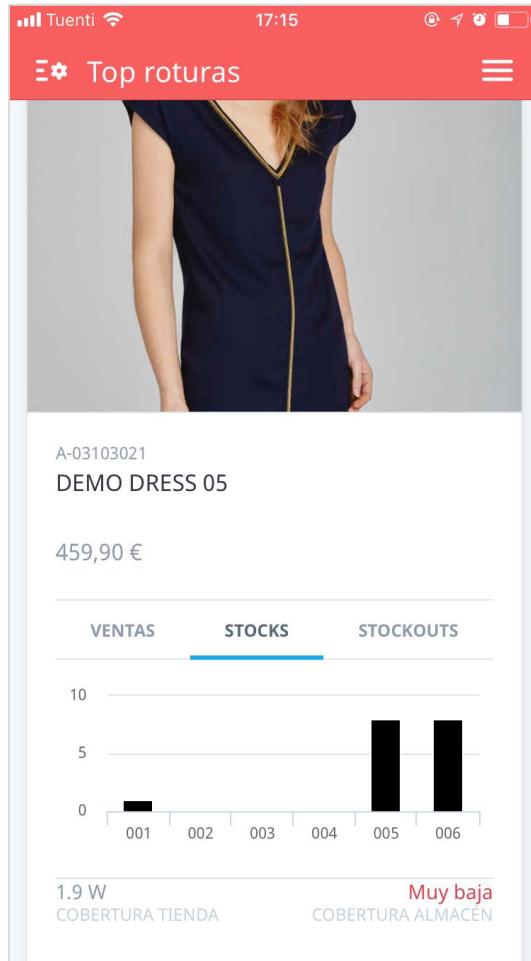 Tuenti 17:15
Top roturas
A-03103021
DEMO DRESS 05
459,90 €
VENTAS STOCKS STOCKOUTS
10
5
0
001 002 003 004 005 006
1.9 W Muy baja
COBERTURA TIENDA COBERTURA ALMACÉN